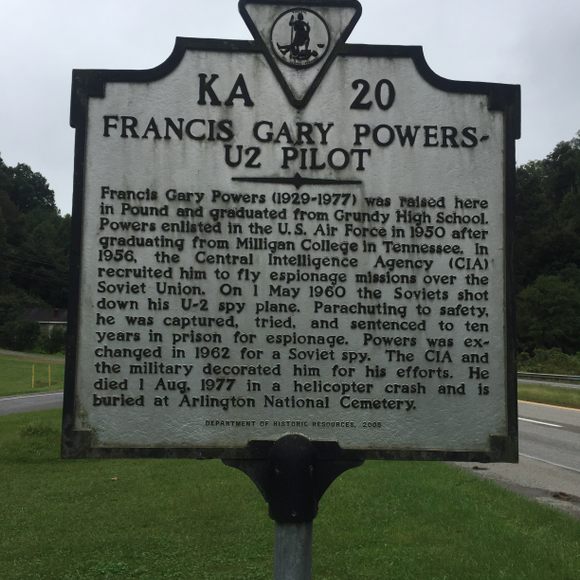 KA 20
FRANCIS GARY POWERS-
U2 PILOT
Francis Gary Powers (1929-1977) was raised here
in Pound and graduated from Grundy High School.
Powers enlisted in the U.S. Air Force in 1950 after
graduating from Milligan College in Tennessee. In
1956, the Central Intelligence Agency (CIA)
recruited him to fly espionage missions over the
Soviet Union. On 1 May 1960 the Soviets shot
down his U-2 spy plane. Parachuting to safety,
he was captured, tried, and sentenced to ten
years in prison for espionage. Powers was ex-
changed in 1962 for a Soviet spy. The CIA and
the military decorated him for his efforts. He
died 1 Aug. 1977 in a helicopter crash and is
buried at Arlington National Cemetery.
DEPARTMENT OF HISTORIC RESOURCES, 2005